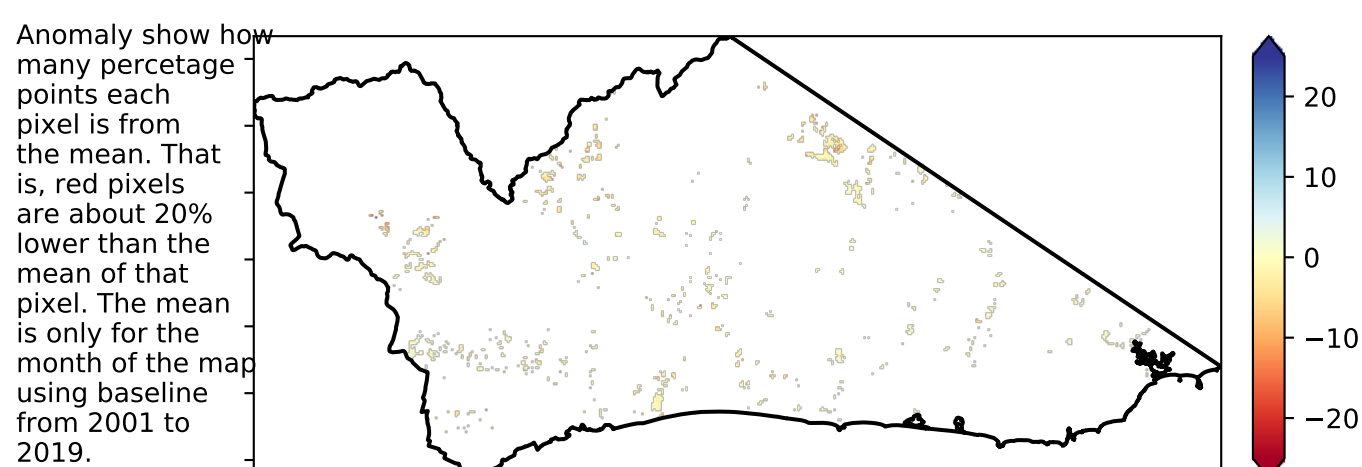 Anomaly show how
many percetage
points each
pixel is from
the mean. That
is, red pixels
are about 20%
lower than the
mean of that
pixel. The mean
is only for the
month of the map
using baseline
from 2001 to
2019.
20
10
0
−10
−20